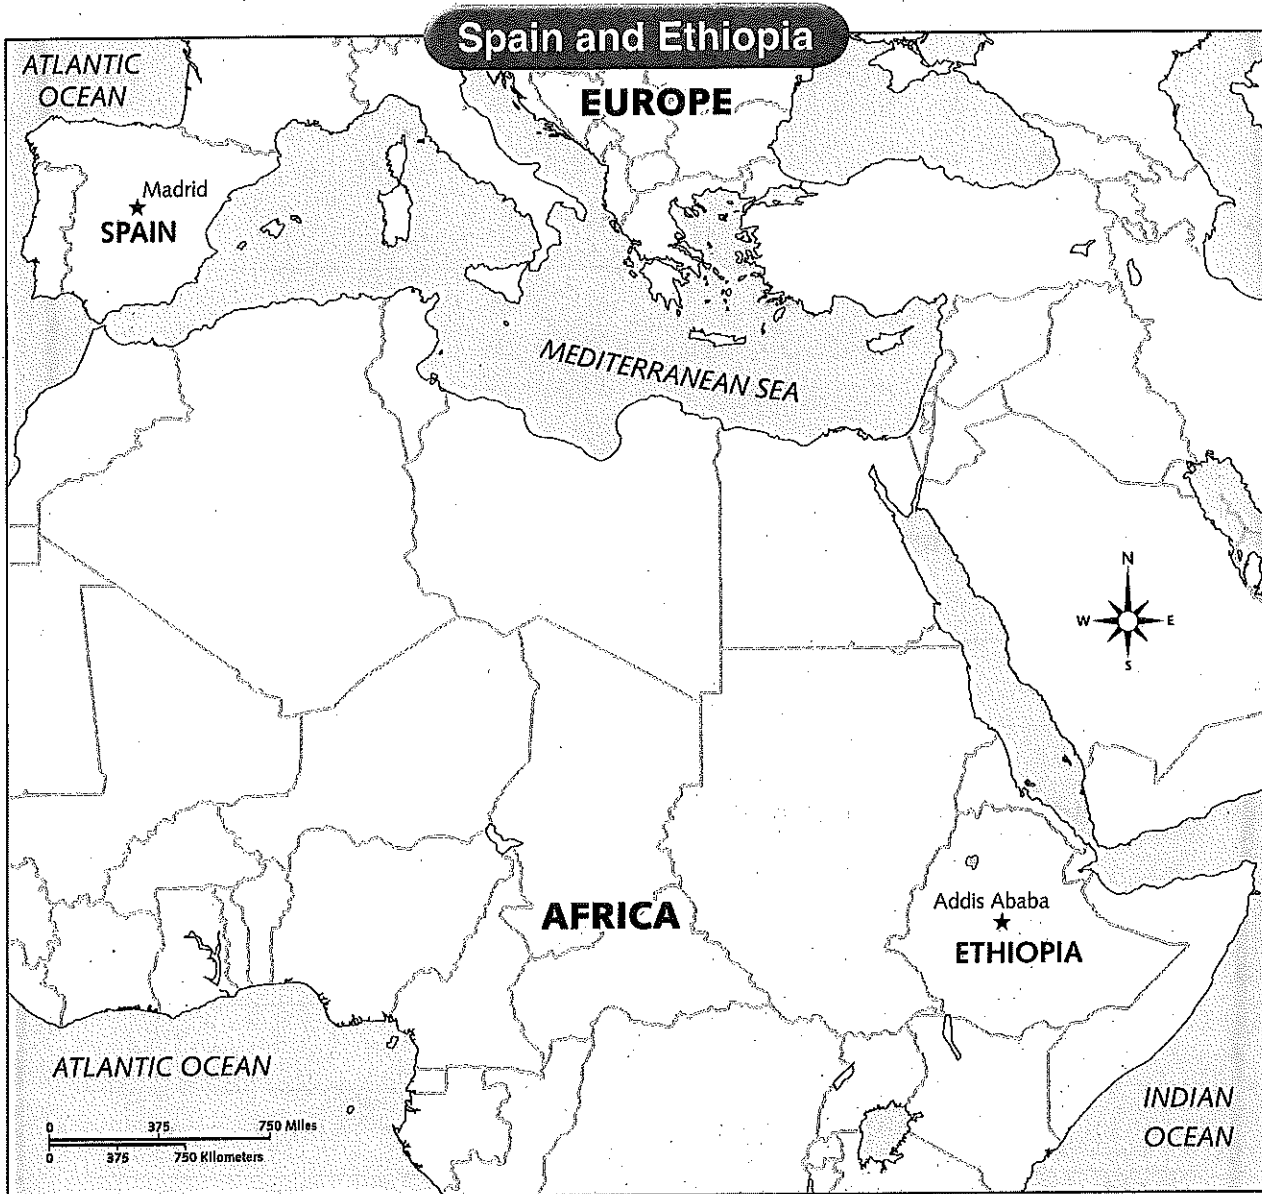 Spain and Ethiopia
ATLANTIC
OCEAN
EUROPE
Madrid
SPAIN
MEDITERRANEAN SEA
N
W E
S
Addis Ababa
AFRICA
ETHIOPIA
ATLANTIC OCEAN
INDIAN
OCEAN
0 375 750 Miles
0 375 750 Kilometers